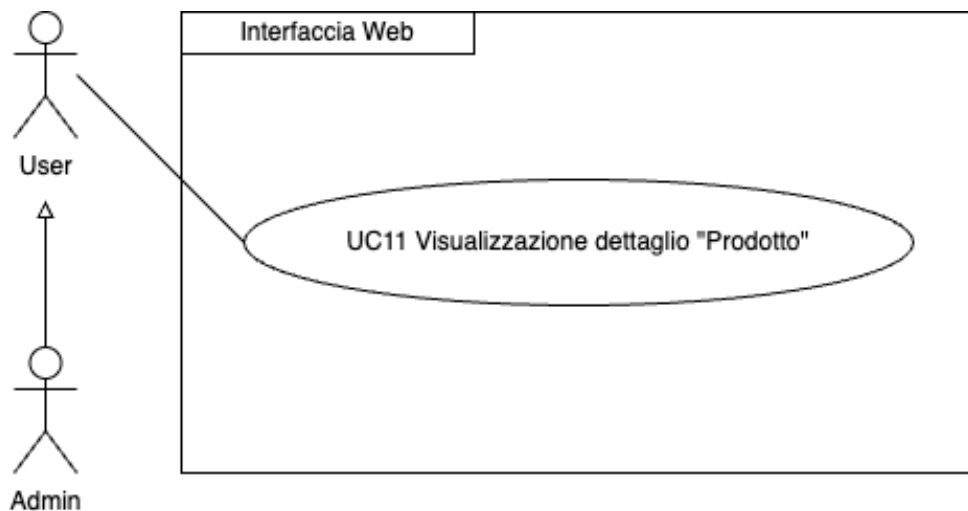 Interfaccia Web
User
UC11 Visualizzazione dettaglio "Prodotto"
Admin